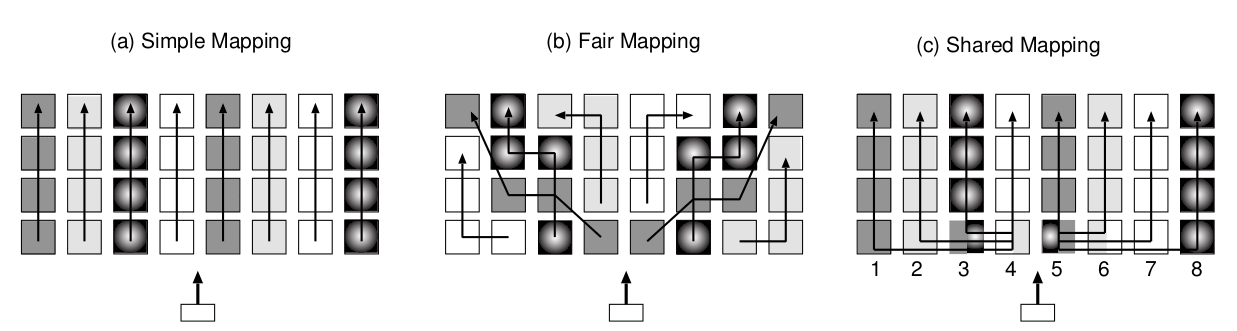 (a) Simple Mapping
(b) Fair Mapping
(c) Shared Mapping
1 2 3 4 5 6 7 8